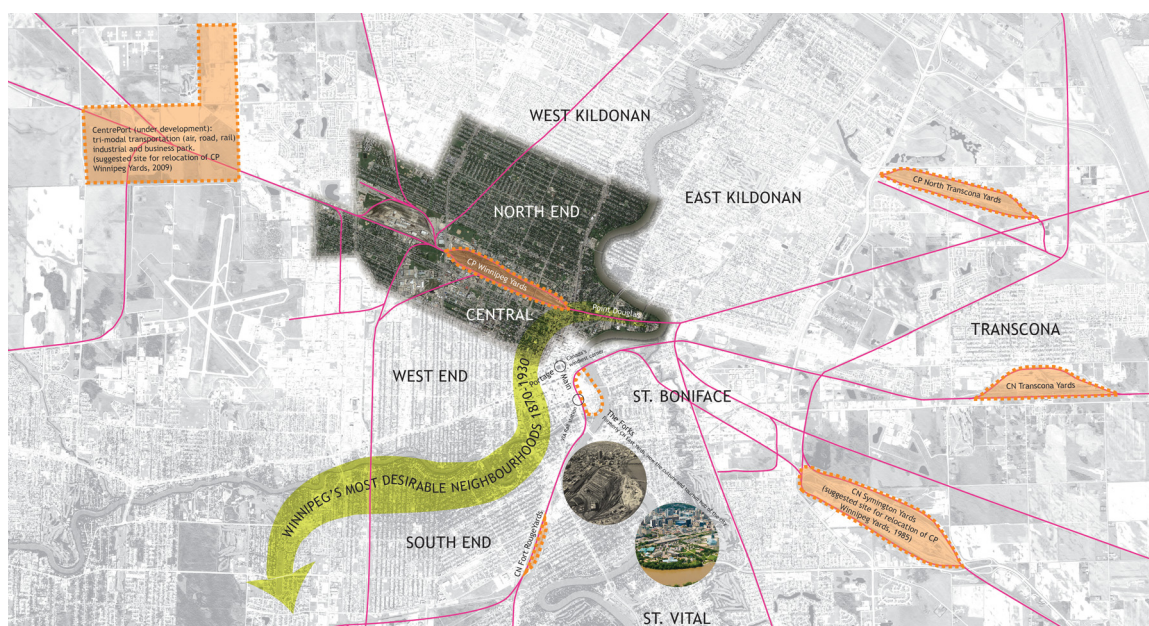 WEST KILDONAN
CentrePort (under development):
tri-modal transportation (air, road, rail)
industrial and business park.
(suggested site for relocation of CP
Winnipeg Yards, 2009)
CP North Transcona Yards
EAST KILDONAN
NORTH END
CP Winnipeg Yards
Point Douglas
CENTRAL
TRANSCONA
Canada's
windiest corner
Portage
Main
WEST END
CN Transcona Yards
ST. BONIFACE
The Forks
WINNIPEG'S MOST DESIRABLE NEIGHBOURHOODS 1870-1930
CN Symington Yards
(suggested site for relocation of CP
Winnipeg Yards, 1985)
SOUTH END
CN Fort Rouge Yards
ST. VITAL